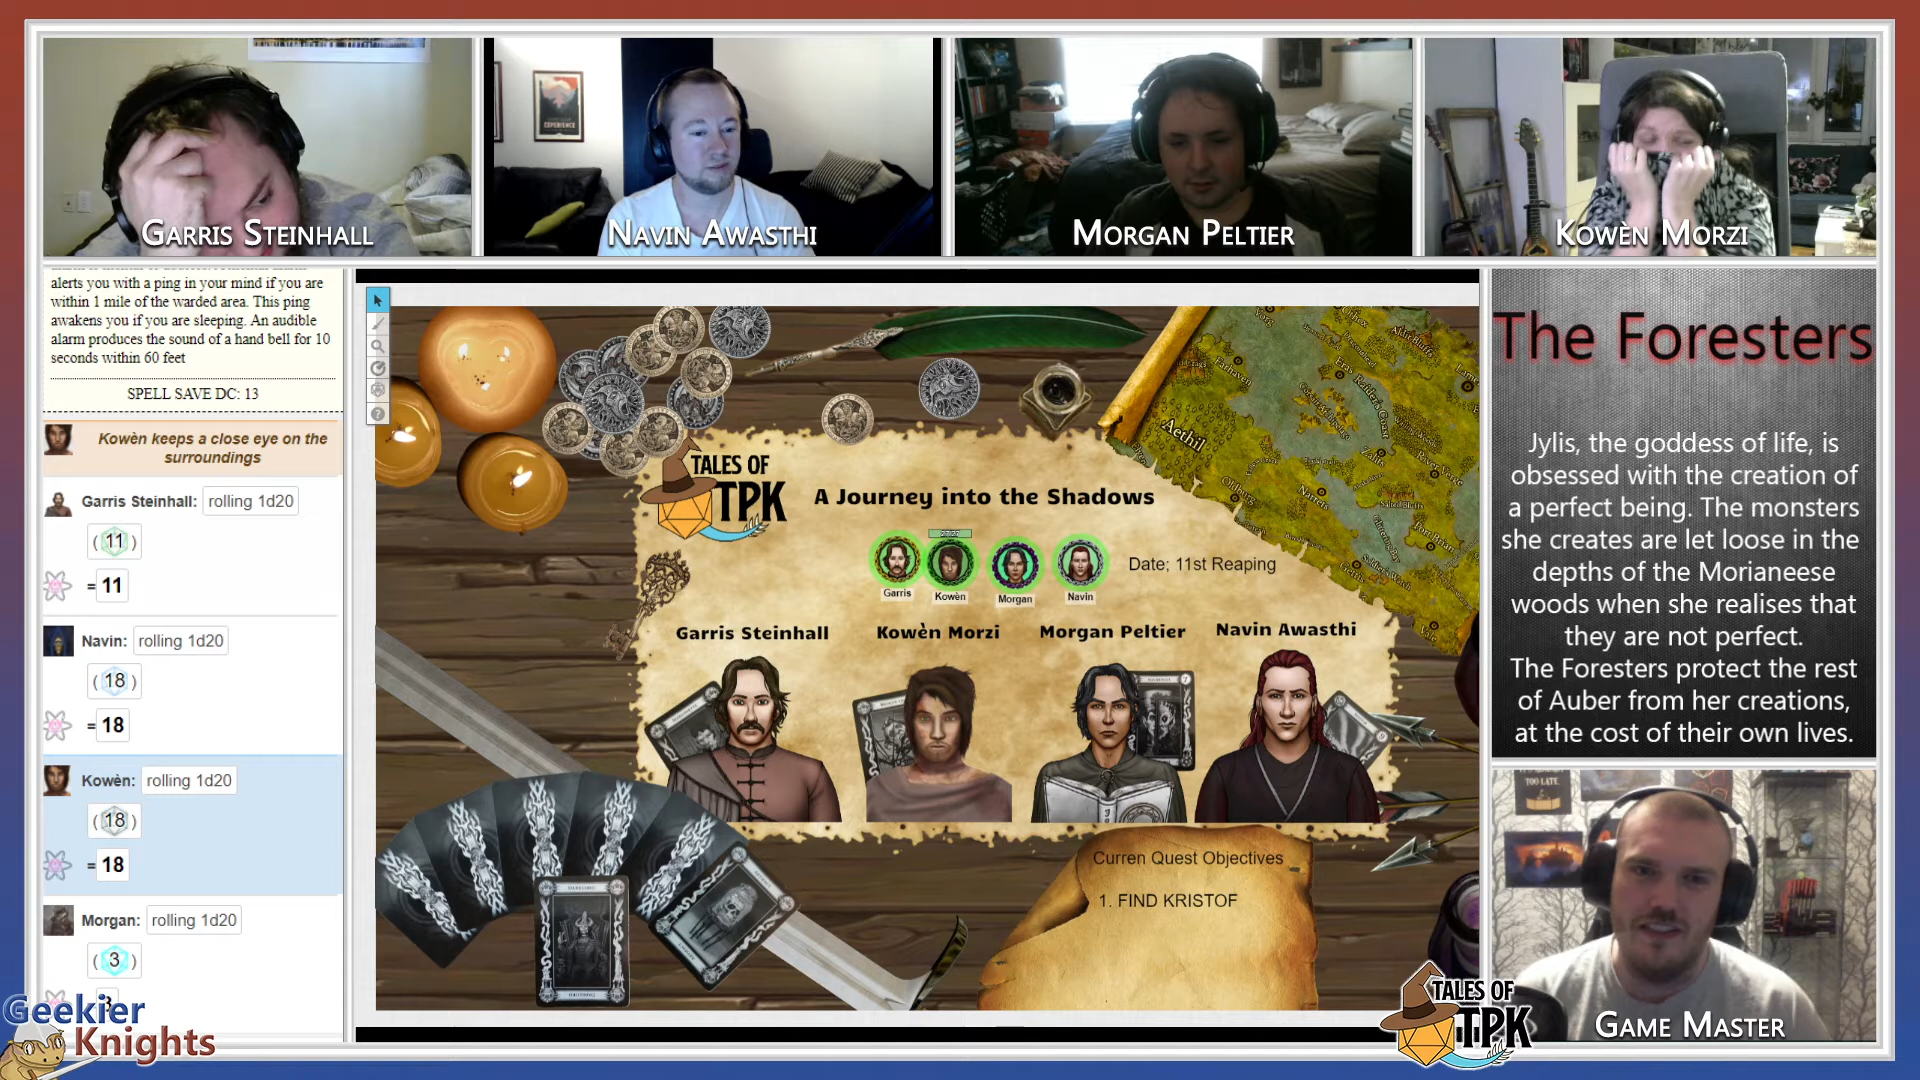 EXPERIENCE
GARRIS STEINHALL
NAVIN AWASTHI
MORGAN PELTIER
KOWÈN MORZI
alerts you with a ping in your mind if you are
within 1 mile of the warded area. This ping
awakens you if you are sleeping. An audible
alarm produces the sound of a hand bell for 10
seconds within 60 feet
SPELL SAVE DC: 13
Kowèn keeps a close eye on the
surroundings
Garris Steinhall: rolling 1d20
(11)
= 11
Navin: rolling 1d20
(18)
= 18
Kowèn: rolling 1d20
(18)
= 18
Morgan: rolling 1d20
(3)
Geekier
Knights
Aethil
Farhaven
Oldburg
Narrets
TALES OF
TPK
A Journey into the Shadows
Garris
Kowèn
Morgan
Navin
Date; 11st Reaping
Garris Steinhall
Kowèn Morzi
Morgan Peltier
Navin Awasthi
Curren Quest Objectives
1. FIND KRISTOF
The Foresters
Jylis, the goddess of life, is
obsessed with the creation of
a perfect being. The monsters
she creates are let loose in the
depths of the Morianeese
woods when she realises that
they are not perfect.
The Foresters protect the rest
of Auber from her creations,
at the cost of their own lives.
TOO LATE.
TALES OF
TPK
GAME MASTER